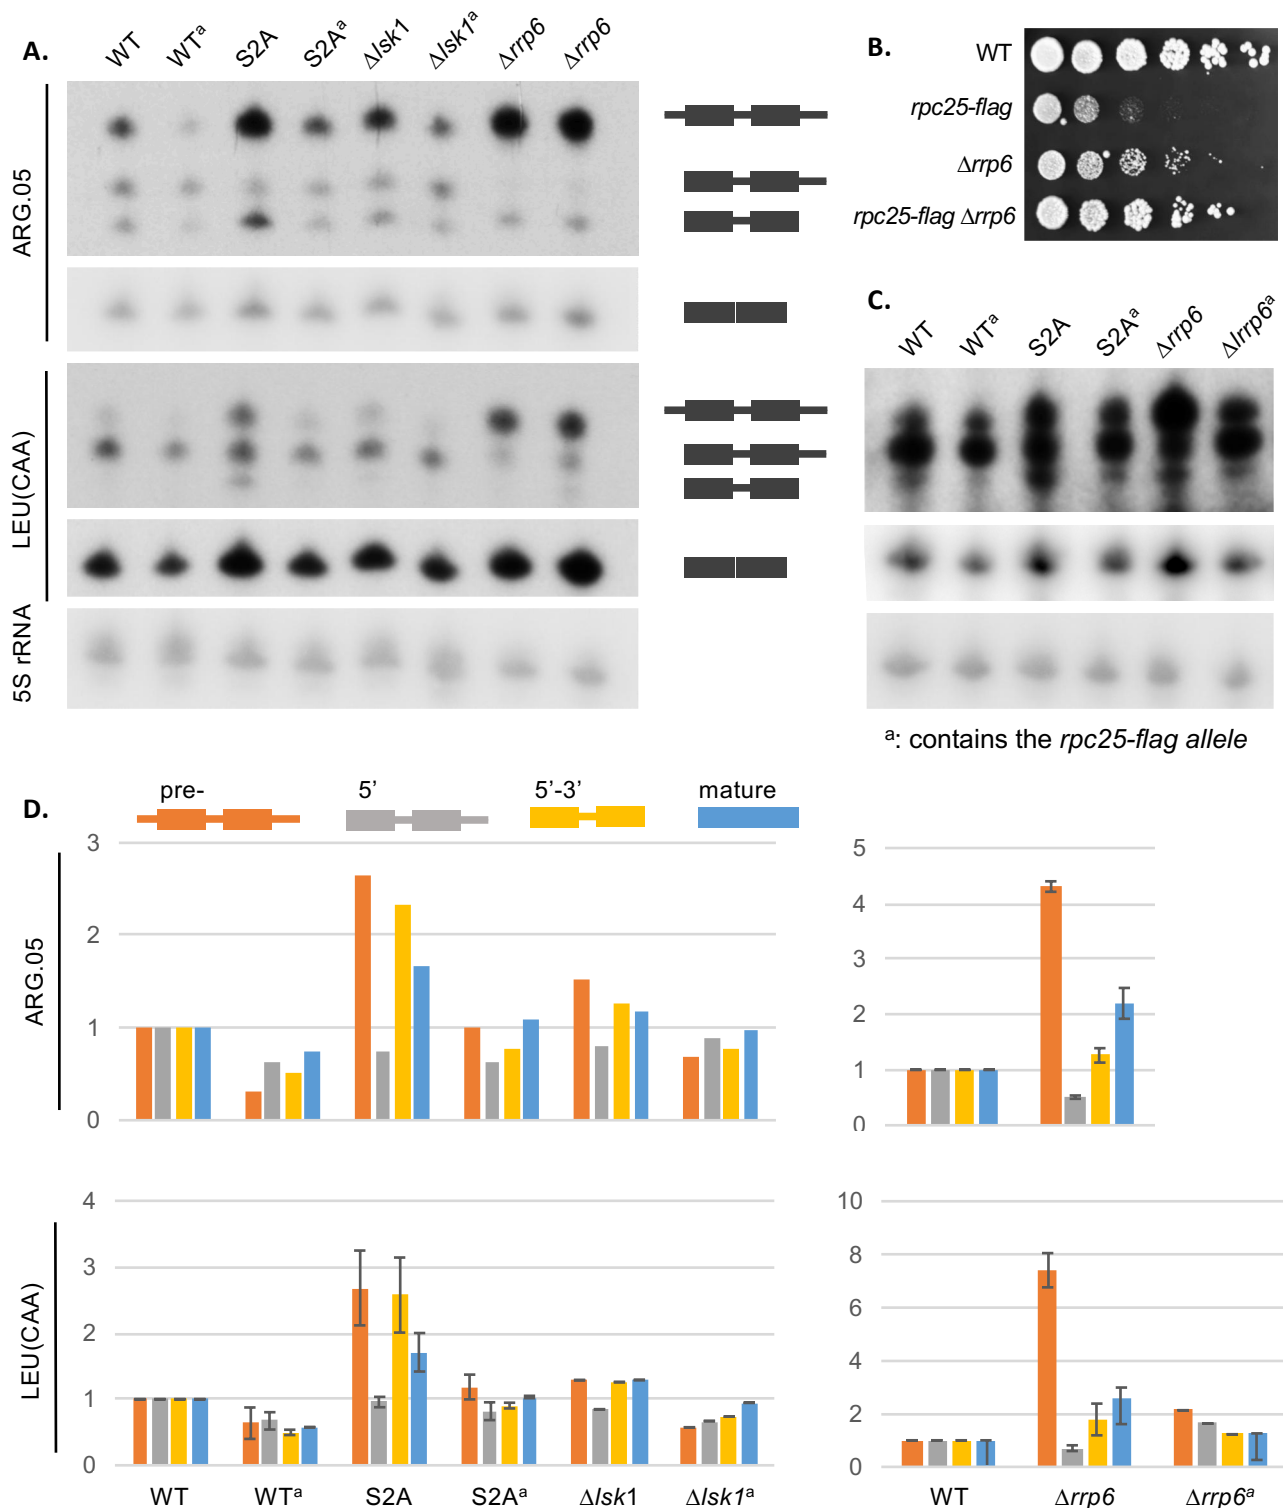 A.
WT WTᵃ S2A S2Aᵃ Δlsk1 Δlsk1ᵃ Δrrp6 Δrrp6
ARG.05
LEU(CAA)
5S rRNA
B.
WT
rpc25-flag
Δrrp6
rpc25-flag Δrrp6
C.
WT WTᵃ S2A S2Aᵃ Δrrp6 Δlrrp6ᵃ
ᵃ: contains the rpc25-flag allele
D.
pre- 5’ 5’-3’ mature
ARG.05
3
2
1
0
5
4
3
2
1
0
LEU(CAA)
4
3
2
1
0
WT WTᵃ S2A S2Aᵃ Δlsk1 Δlsk1ᵃ
10
8
6
4
2
0
WT Δrrp6 Δrrp6ᵃ